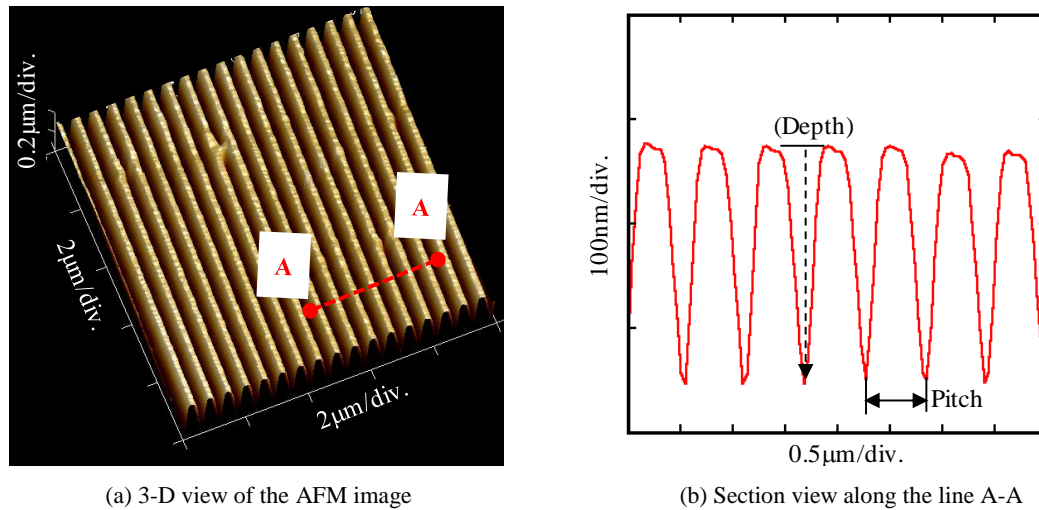 0.2μm/div.
A
A
2μm/div.
2μm/div.
(a) 3-D view of the AFM image
(Depth)
100nm/div.
Pitch
0.5μm/div.
(b) Section view along the line A-A